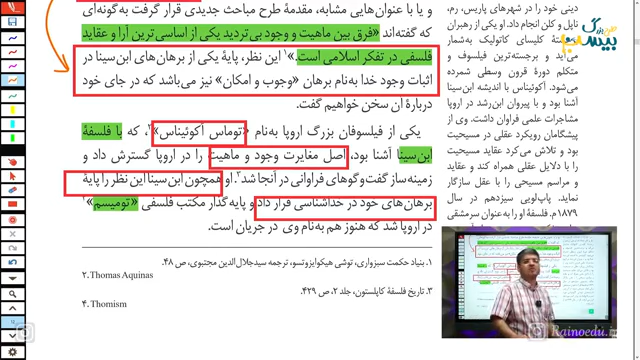 و یا با عنوان‌هایی مشابه، مقدمهٔ طرح مباحث جدیدی قرار گرفت به‌گونه‌ای
که گفته‌اند «فرق بین ماهیت و وجود بی‌تردید یکی از اساسی‌ترین آرا و عقاید
فلسفی در تفکر اسلامی است.»۱ این نظر، پایهٔ یکی از برهان‌های ابن‌سینا در
اثبات وجود خدا به‌نام برهان «وجوب و امکان» نیز می‌باشد که در جای خود
دربارهٔ آن سخن خواهیم گفت.
یکی از فیلسوفان بزرگ اروپا به‌نام «توماس آکوئیناس»۲، که با فلسفهٔ
ابن‌سینا آشنا بود، اصل مغایرت وجود و ماهیت را در اروپا گسترش داد و
زمینه‌ساز گفت‌وگوهای فراوانی در آنجا شد.۳ او همچون ابن‌سینا این نظر را پایهٔ
برهان‌های خود در خداشناسی قرار داد و پایه‌گذار مکتب فلسفی «تومیسم»۴
در اروپا شد که هنوز هم به‌نام وی در جریان است.
۱. بنیاد حکمت سبزواری، توشی هیکوایزوتسو، ترجمه سیدجلال‌الدین مجتبوی، ص ۴۸.
۲. Thomas Aquinas
۳. تاریخ فلسفهٔ کاپلستون، جلد ۲، ص ۴۲۹.
۴. Thomism
دینی خود را در شهرهای پاریس، رم،
ناپل و کلن انجام داد. او یکی از رهبران
کلیسای کاتولیک به‌شمار
می‌آید و برجسته‌ترین فیلسوف و
متکلم دورهٔ قرون وسطی شمرده
می‌شود. آکوئیناس با اندیشه ابن‌سینا
آشنا بود و با پیروان ابن‌رشد در اروپا
مشاجرات علمی فراوان داشت. وی از
پیشگامان رویکرد عقلی در مسیحیت
بود و تلاش می‌کرد عقاید مسیحیت
را با دلایل عقلی همراه کند و عقاید
و مراسم مسیحی را با عقل سازگار
نماید. پاپ‌لویی سیزدهم در سال
۱۸۷۹م. فلسفهٔ او را به‌عنوان سرمشقی
Rainoedu.ir